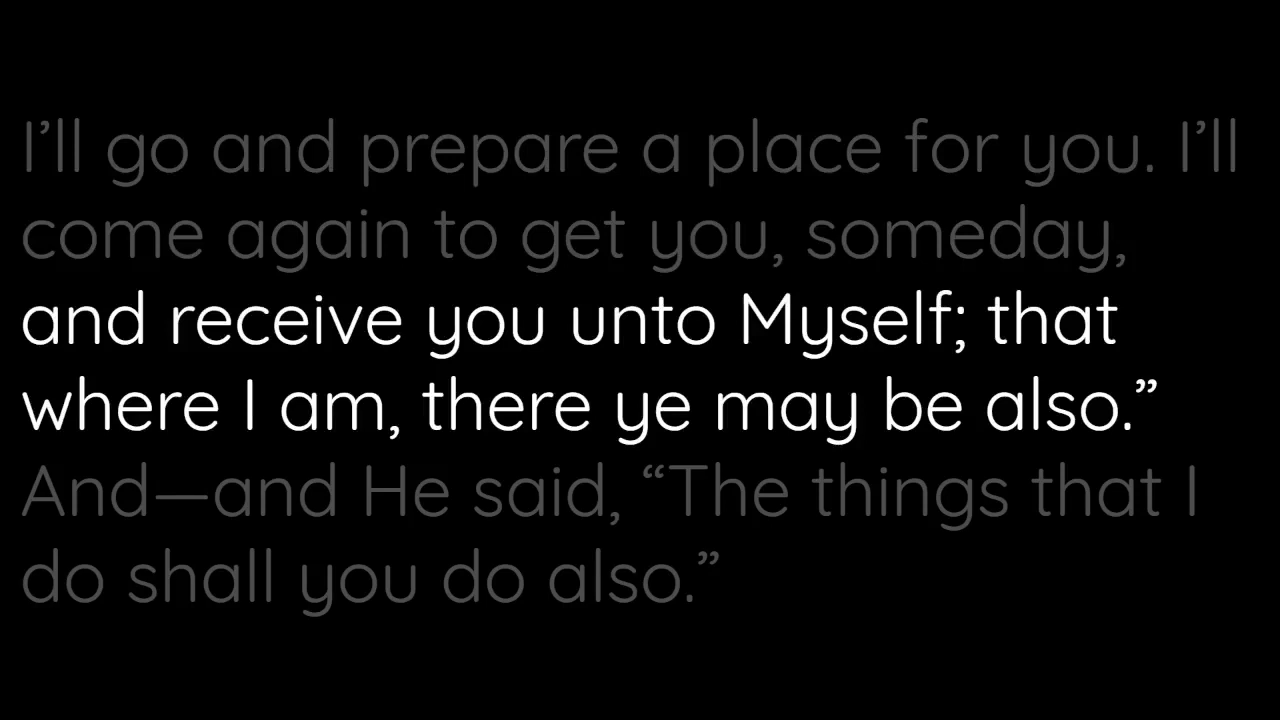 I’ll go and prepare a place for you. I’ll
come again to get you, someday,
and receive you unto Myself; that
where I am, there ye may be also.”
And—and He said, “The things that I
do shall you do also.”